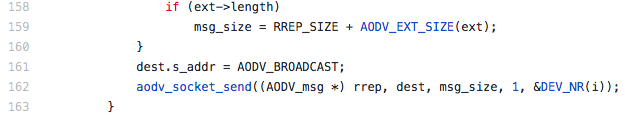 158 if (ext->length)
159 msg_size = RREP_SIZE + AODV_EXT_SIZE(ext);
160 }
161 dest.s_addr = AODV_BROADCAST;
162 aodv_socket_send((AODV_msg *) rrep, dest, msg_size, 1, &DEV_NR(i));
163 }